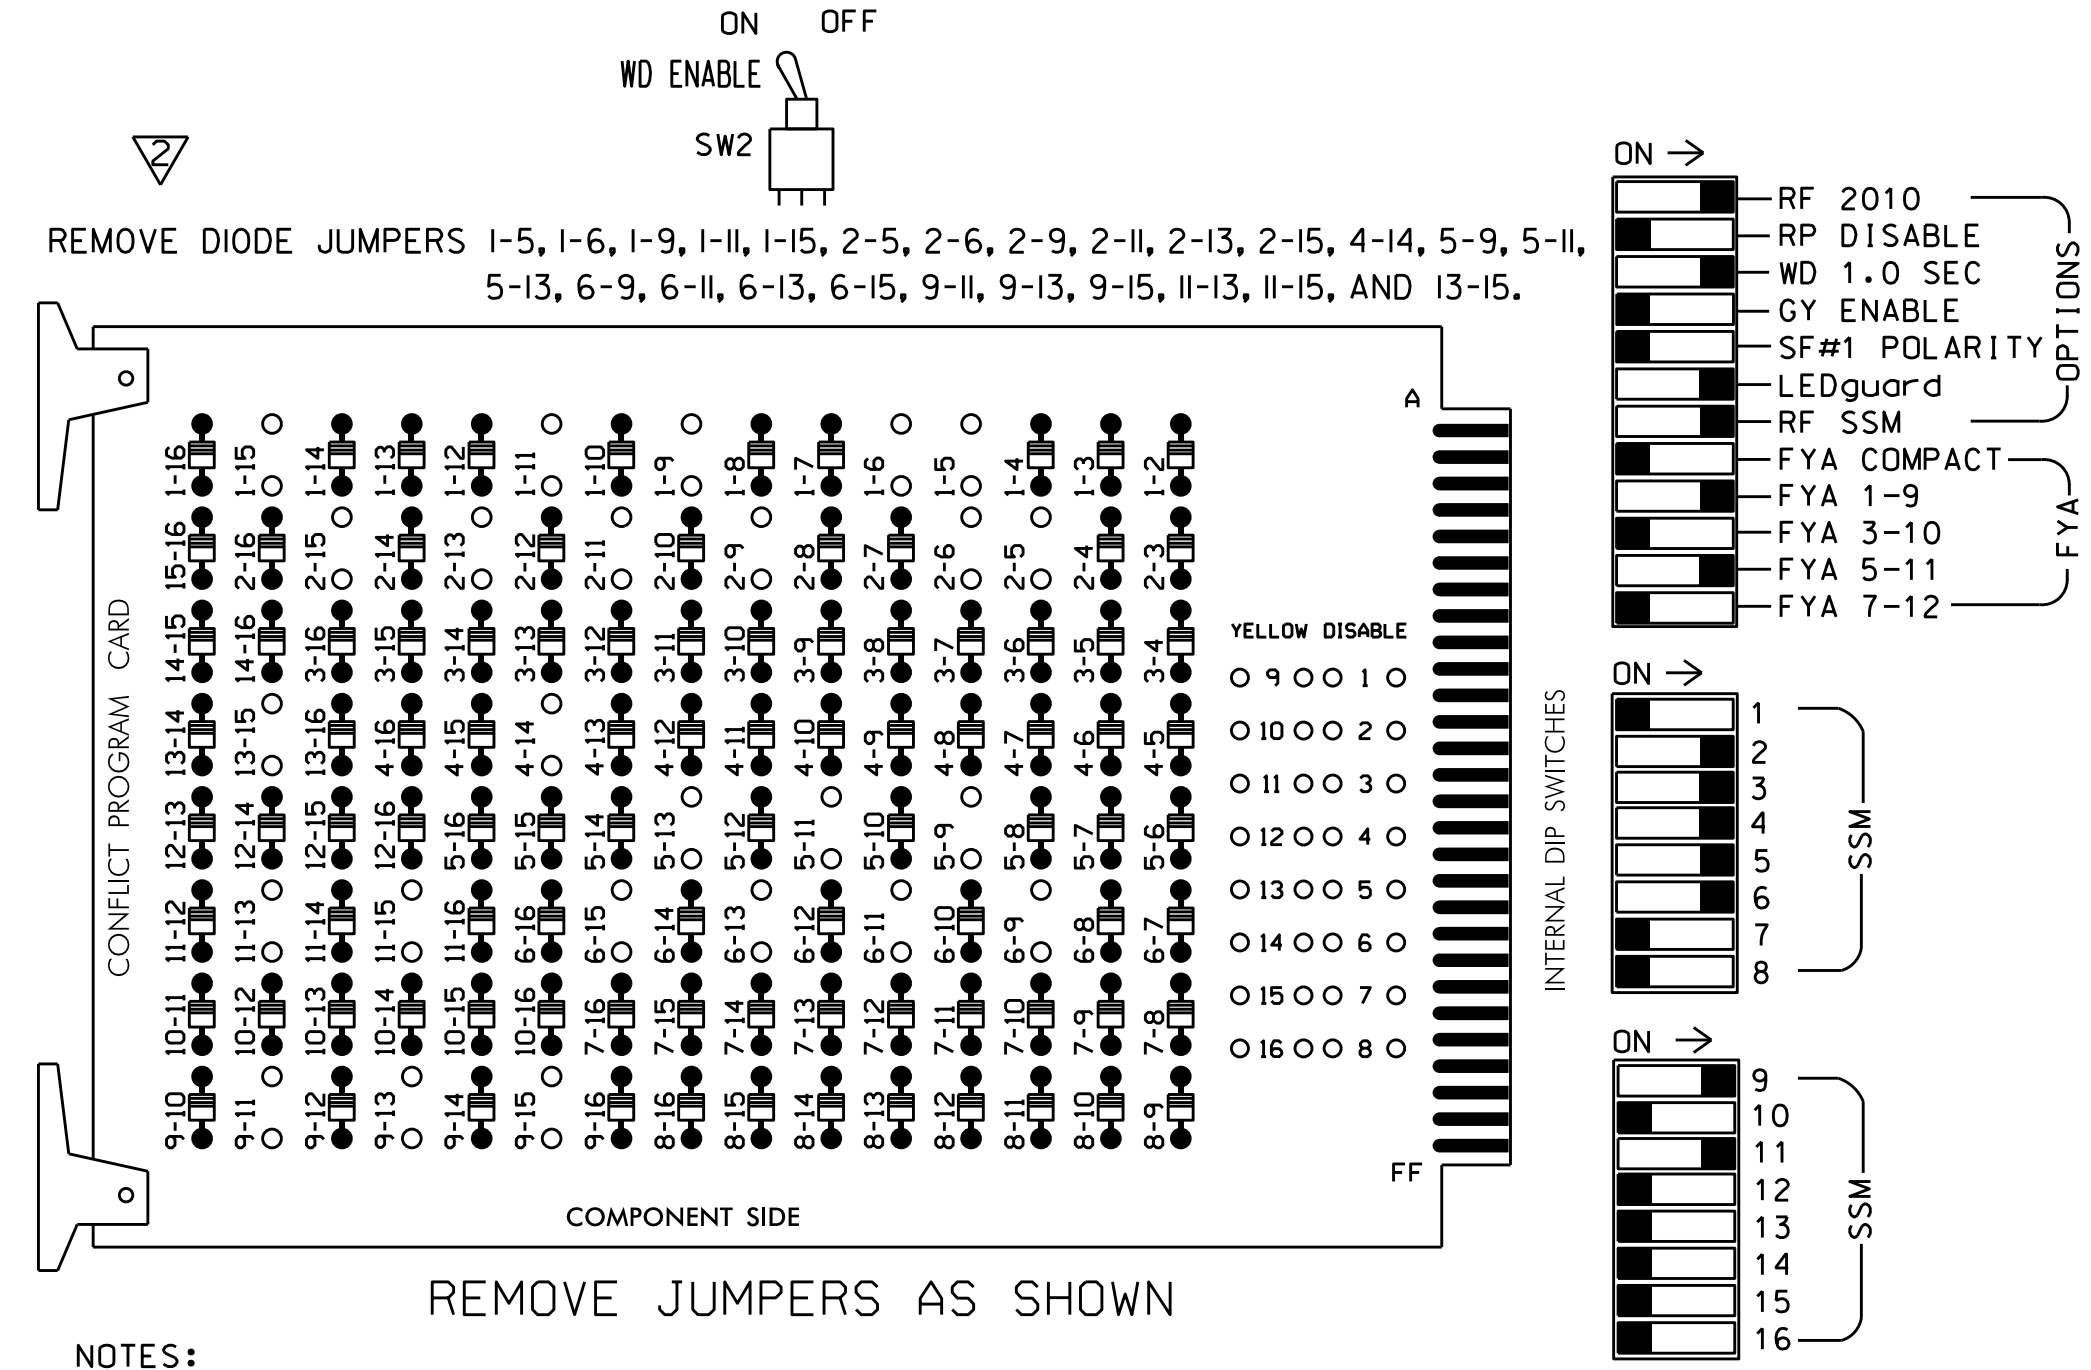 ON OFF
WD ENABLE
SW2
2
REMOVE DIODE JUMPERS 1-5, 1-6, 1-9, 1-11, 1-15, 2-5, 2-6, 2-9, 2-11, 2-13, 2-15, 4-14, 5-9, 5-11,
5-13, 6-9, 6-11, 6-13, 6-15, 9-11, 9-13, 9-15, 11-13, 11-15, AND 13-15.
CONFLICT PROGRAM CARD
A
1-16 1-15 1-14 1-13 1-12 1-11 1-10 1-9 1-8 1-7 1-6 1-5 1-4 1-3 1-2
15-16 2-16 2-15 2-14 2-13 2-12 2-11 2-10 2-9 2-8 2-7 2-6 2-5 2-4 2-3
14-15 14-16 3-16 3-15 3-14 3-13 3-12 3-11 3-10 3-9 3-8 3-7 3-6 3-5 3-4
13-14 13-15 13-16 4-16 4-15 4-14 4-13 4-12 4-11 4-10 4-9 4-8 4-7 4-6 4-5
12-13 12-14 12-15 12-16 5-16 5-15 5-14 5-13 5-12 5-11 5-10 5-9 5-8 5-7 5-6
11-12 11-13 11-14 11-15 11-16 6-16 6-15 6-14 6-13 6-12 6-11 6-10 6-9 6-8 6-7
10-11 10-12 10-13 10-14 10-15 10-16 7-16 7-15 7-14 7-13 7-12 7-11 7-10 7-9 7-8
9-10 9-11 9-12 9-13 9-14 9-15 9-16 8-16 8-15 8-14 8-13 8-12 8-11 8-10 8-9
YELLOW DISABLE
9 1
10 2
11 3
12 4
13 5
14 6
15 7
16 8
FF
COMPONENT SIDE
INTERNAL DIP SWITCHES
ON →
RF 2010
RP DISABLE
WD 1.0 SEC
GY ENABLE
SF#1 POLARITY
LEDguard
RF SSM
OPTIONS
FYA COMPACT
FYA 1-9
FYA 3-10
FYA 5-11
FYA 7-12
FYA
ON →
1
2
3
4
5
6
7
8
SSM
ON →
9
10
11
12
13
14
15
16
SSM
REMOVE JUMPERS AS SHOWN
NOTES: